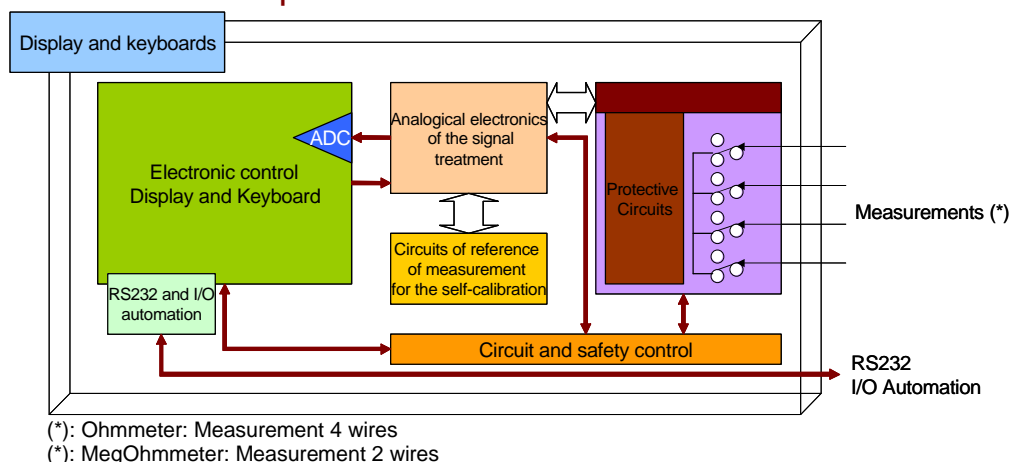 Display and keyboards
ADC
Electronic control
Display and Keyboard
Analogical electronics
of the signal
treatment
Protective
Circuits
Measurements (*)
Circuits of reference
of measurement
for the self-calibration
RS232 and I/O
automation
Circuit and safety control
RS232
I/O Automation
(*): Ohmmeter: Measurement 4 wires
(*): MegOhmmeter: Measurement 2 wires